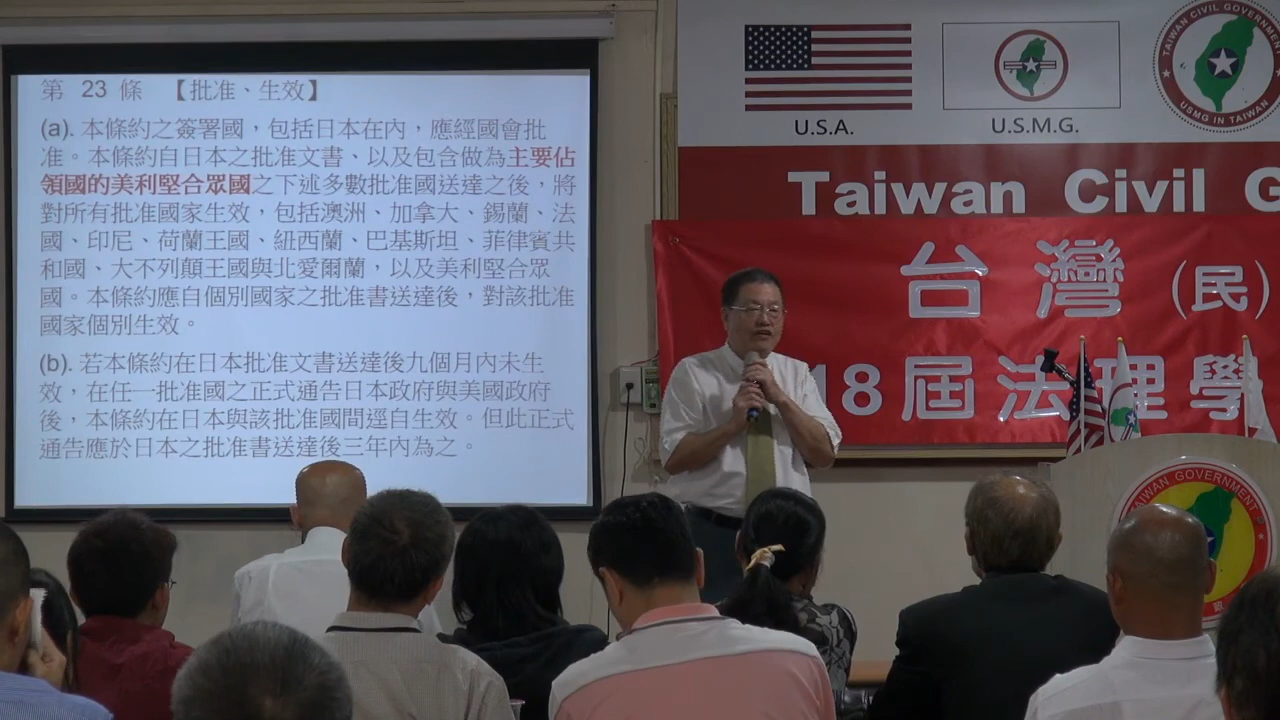 第 23 條 【批准、生效】
(a). 本條約之簽署國，包括日本在內，應經國會批
准。本條約自日本之批准文書、以及包含做為主要佔
領國的美利堅合眾國之下述多數批准國送達之後，將
對所有批准國家生效，包括澳洲、加拿大、錫蘭、法
國、印尼、荷蘭王國、紐西蘭、巴基斯坦、菲律賓共
和國、大不列顛王國與北愛爾蘭，以及美利堅合眾
國。本條約應自個別國家之批准書送達後，對該批准
國家個別生效。
(b). 若本條約在日本批准文書送達後九個月內未生
效，在任一批准國之正式通告日本政府與美國政府
後，本條約在日本與該批准國間逕自生效。但此正式
通告應於日本之批准書送達後三年內為之。
U.S.A.
U.S.M.G.
TAIWAN CIVIL GOVERNMENT
USMG IN TAIWAN
Taiwan Civil G
台灣(民)
18屆法理學
TAIWAN GOVERNMENT